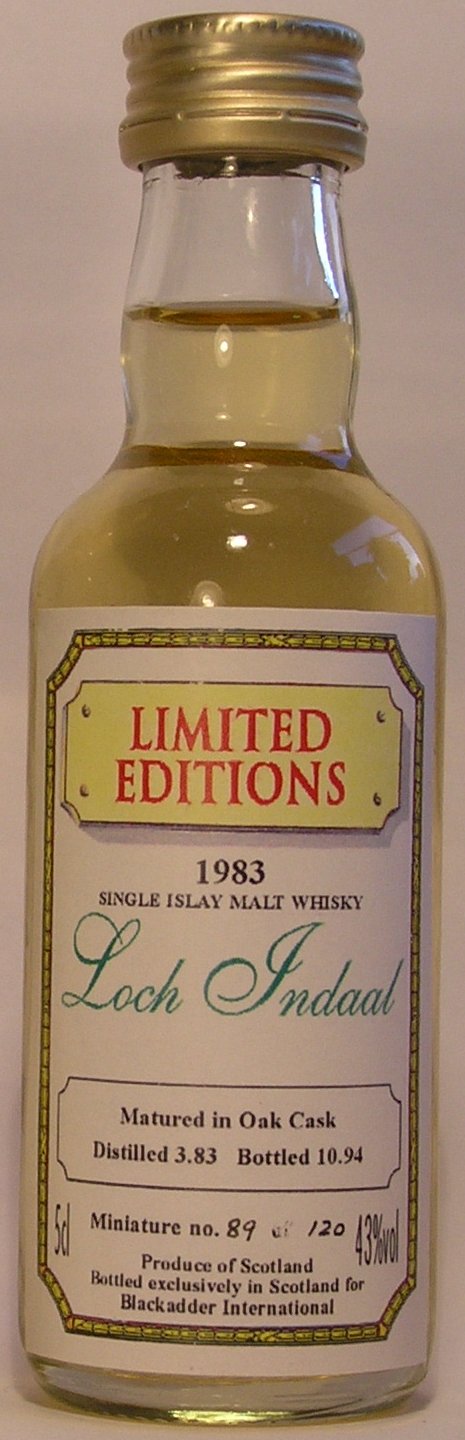 LIMITED
EDITIONS
1983
SINGLE ISLAY MALT WHISKY
Loch Indaal
Matured in Oak Cask
Distilled 3.83 Bottled 10.94
5cl Miniature no. 89 of 120 43%vol
Produce of Scotland
Bottled exclusively in Scotland for
Blackadder International